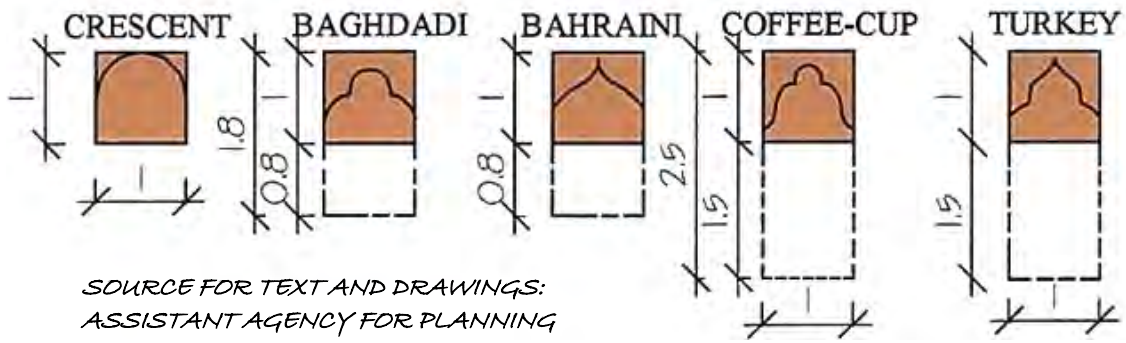 CRESCENT BAGHDADI BAHRAINI COFFEE-CUP TURKEY
1 1.8 1 0.8 1 0.8 2.5 1 1.5 1 1.5
1 1 1
SOURCE FOR TEXT AND DRAWINGS:
ASSISTANT AGENCY FOR PLANNING